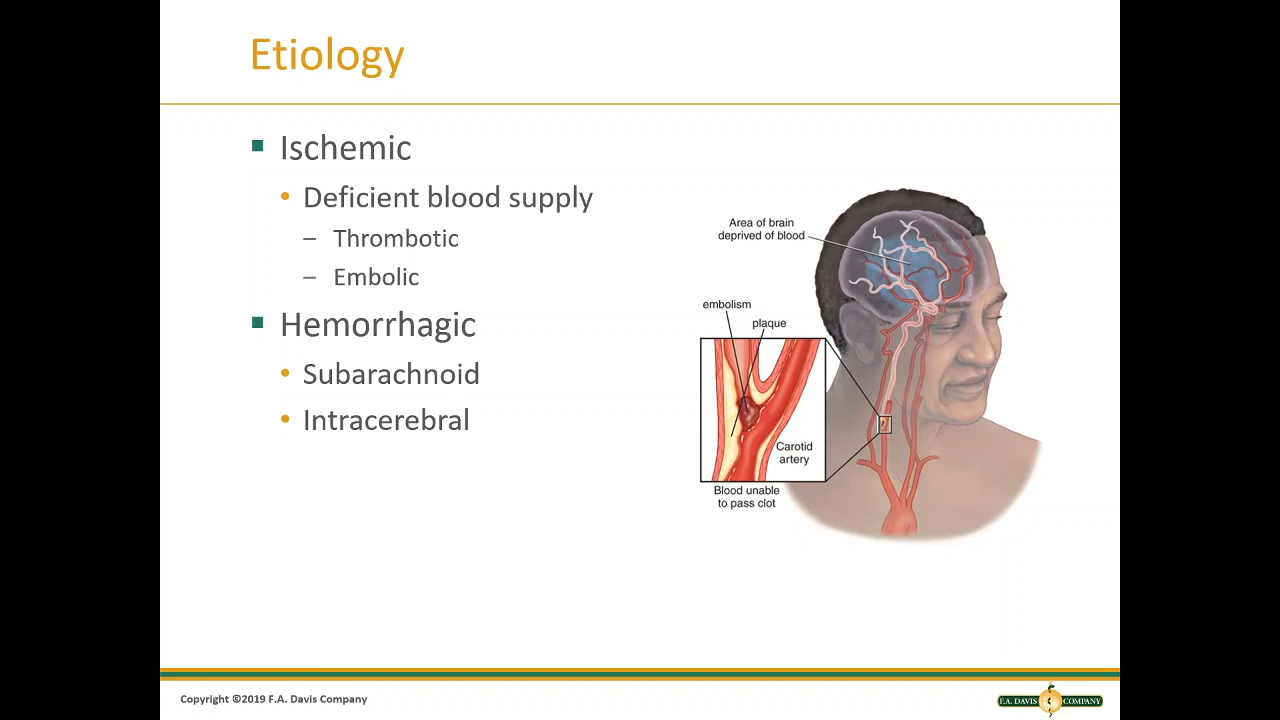 Etiology
▪ Ischemic
• Deficient blood supply
– Thrombotic
– Embolic
▪ Hemorrhagic
• Subarachnoid
• Intracerebral
Area of brain
deprived of blood
embolism
plaque
Carotid
artery
Blood unable
to pass clot
Copyright ©2019 F.A. Davis Company
F.A. DAVIS COMPANY